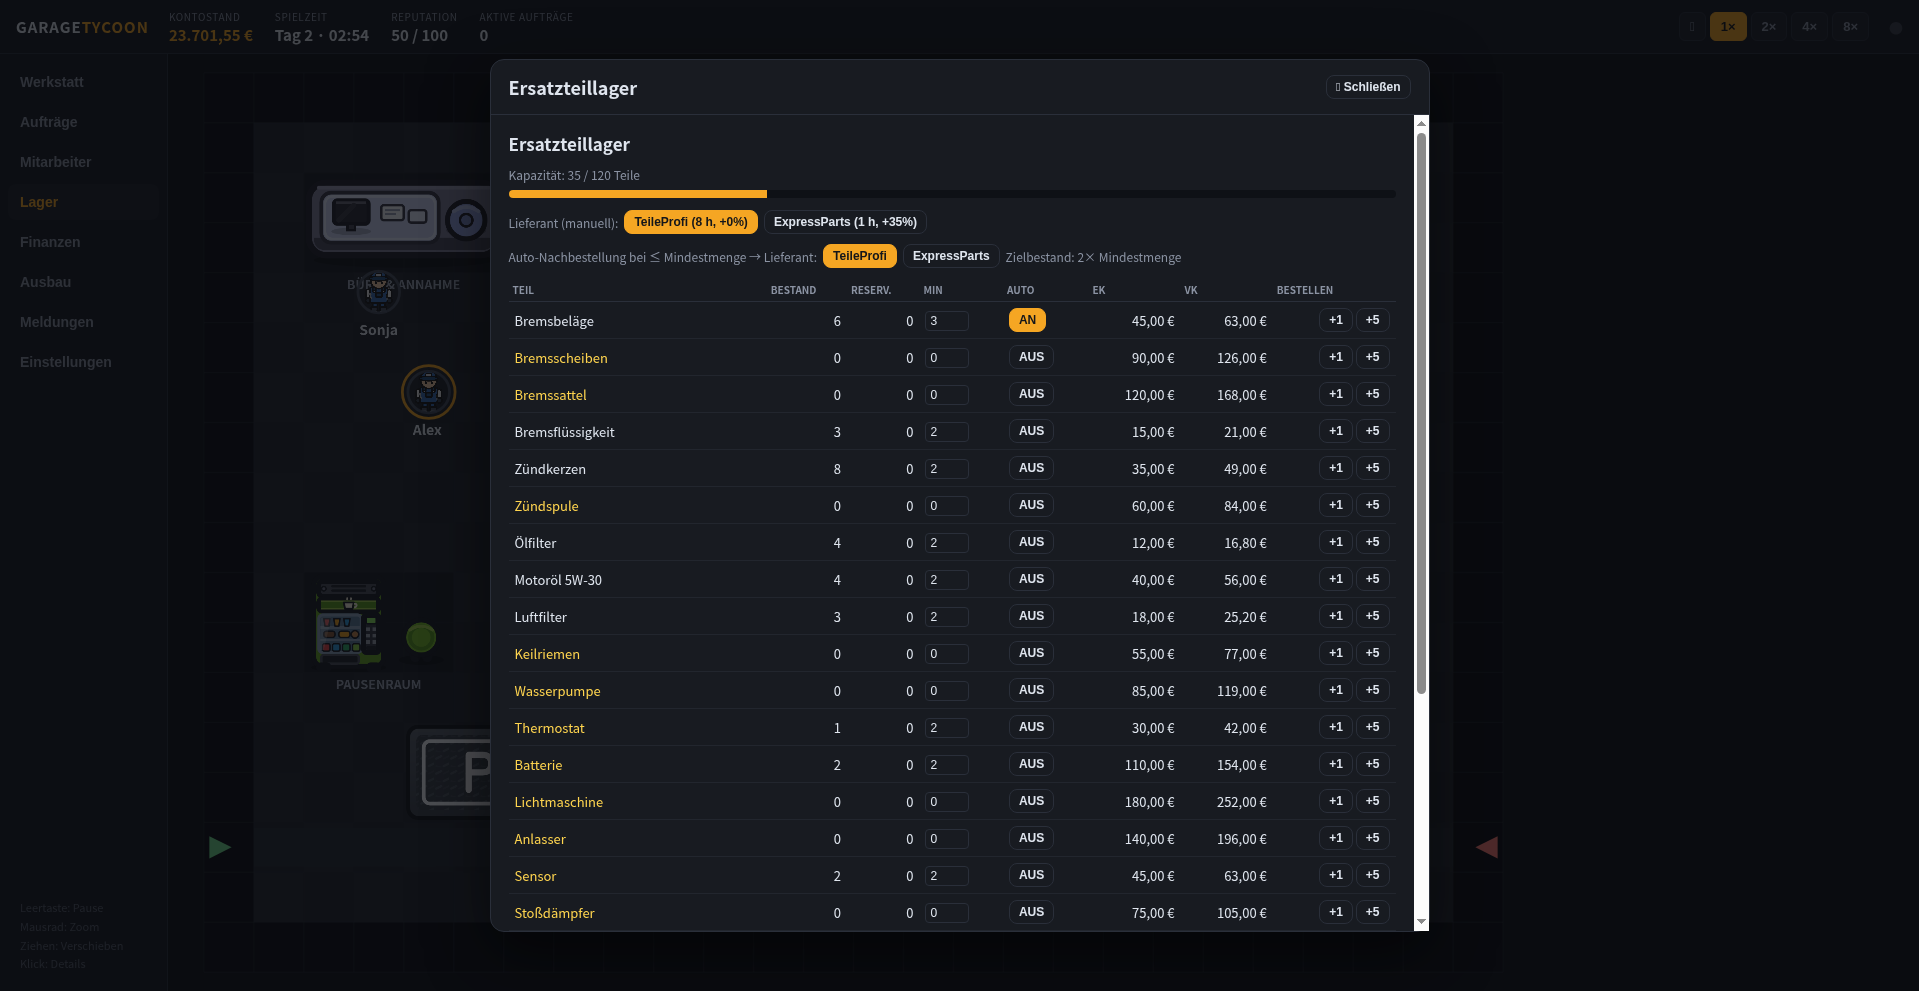 GARAGETYCOON
KONTOSTAND
23.701,55 €
SPIELZEIT
Tag 2 · 02:54
REPUTATION
50 / 100
AKTIVE AUFTRÄGE
0
1×
2×
4×
8×
Werkstatt
Aufträge
Mitarbeiter
Lager
Finanzen
Ausbau
Meldungen
Einstellungen
Leertaste: Pause
Mausrad: Zoom
Ziehen: Verschieben
Klick: Details
& ANNAHME
Sonja
Alex
PAUSENRAUM
P
Ersatzteillager
Schließen
Ersatzteillager
Kapazität: 35 / 120 Teile
Lieferant (manuell): TeileProfi (8 h, +0%) ExpressParts (1 h, +35%)
Auto-Nachbestellung bei ≤ Mindestmenge → Lieferant: TeileProfi ExpressParts Zielbestand: 2× Mindestmenge
TEIL BESTAND RESERV. MIN AUTO EK VK BESTELLEN
Bremsbeläge 6 0 3 AN 45,00 € 63,00 € +1 +5
Bremsscheiben 0 0 0 AUS 90,00 € 126,00 € +1 +5
Bremssattel 0 0 0 AUS 120,00 € 168,00 € +1 +5
Bremsflüssigkeit 3 0 2 AUS 15,00 € 21,00 € +1 +5
Zündkerzen 8 0 2 AUS 35,00 € 49,00 € +1 +5
Zündspule 0 0 0 AUS 60,00 € 84,00 € +1 +5
Ölfilter 4 0 2 AUS 12,00 € 16,80 € +1 +5
Motoröl 5W-30 4 0 2 AUS 40,00 € 56,00 € +1 +5
Luftfilter 3 0 2 AUS 18,00 € 25,20 € +1 +5
Keilriemen 0 0 0 AUS 55,00 € 77,00 € +1 +5
Wasserpumpe 0 0 0 AUS 85,00 € 119,00 € +1 +5
Thermostat 1 0 2 AUS 30,00 € 42,00 € +1 +5
Batterie 2 0 2 AUS 110,00 € 154,00 € +1 +5
Lichtmaschine 0 0 0 AUS 180,00 € 252,00 € +1 +5
Anlasser 0 0 0 AUS 140,00 € 196,00 € +1 +5
Sensor 2 0 2 AUS 45,00 € 63,00 € +1 +5
Stoßdämpfer 0 0 0 AUS 75,00 € 105,00 € +1 +5